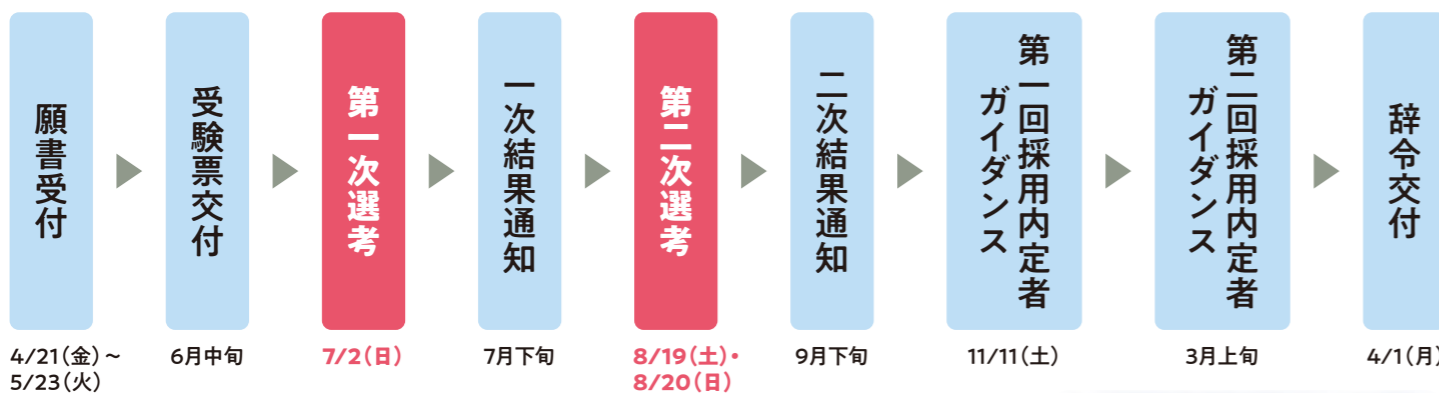 願書受付
4/21(金)～
5/23(火)
受験票交付
6月中旬
第一次選考
7/2(日)
一次結果通知
7月下旬
第二次選考
8/19(土)・
8/20(日)
二次結果通知
9月下旬
第一回採用内定者
ガイダンス
11/11(土)
第二回採用内定者
ガイダンス
3月上旬
辞令交付
4/1(月)